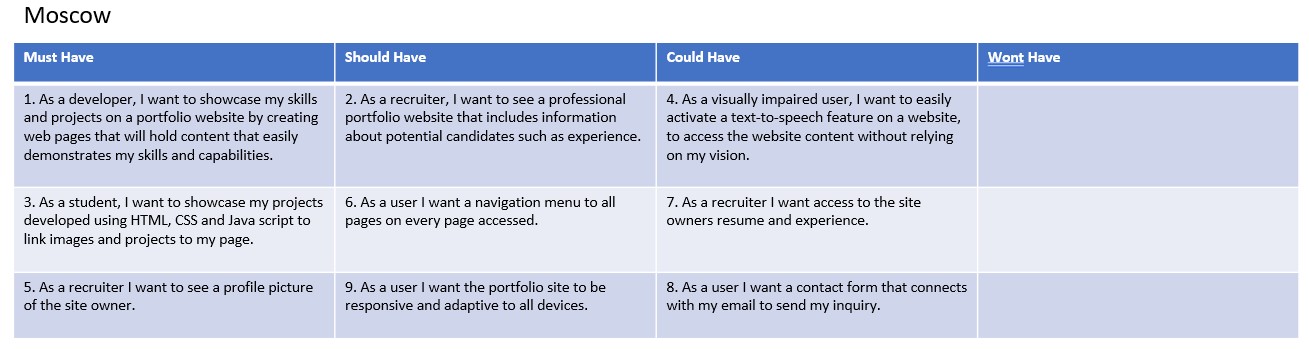 Moscow
Must Have
Should Have
Could Have
Wont Have
1. As a developer, I want to showcase my skills
and projects on a portfolio website by creating
web pages that will hold content that easily
demonstrates my skills and capabilities.
2. As a recruiter, I want to see a professional
portfolio website that includes information
about potential candidates such as experience.
4. As a visually impaired user, I want to easily
activate a text-to-speech feature on a website,
to access the website content without relying
on my vision.
3. As a student, I want to showcase my projects
developed using HTML, CSS and Java script to
link images and projects to my page.
6. As a user I want a navigation menu to all
pages on every page accessed.
7. As a recruiter I want access to the site
owners resume and experience.
5. As a recruiter I want to see a profile picture
of the site owner.
9. As a user I want the portfolio site to be
responsive and adaptive to all devices.
8. As a user I want a contact form that connects
with my email to send my inquiry.